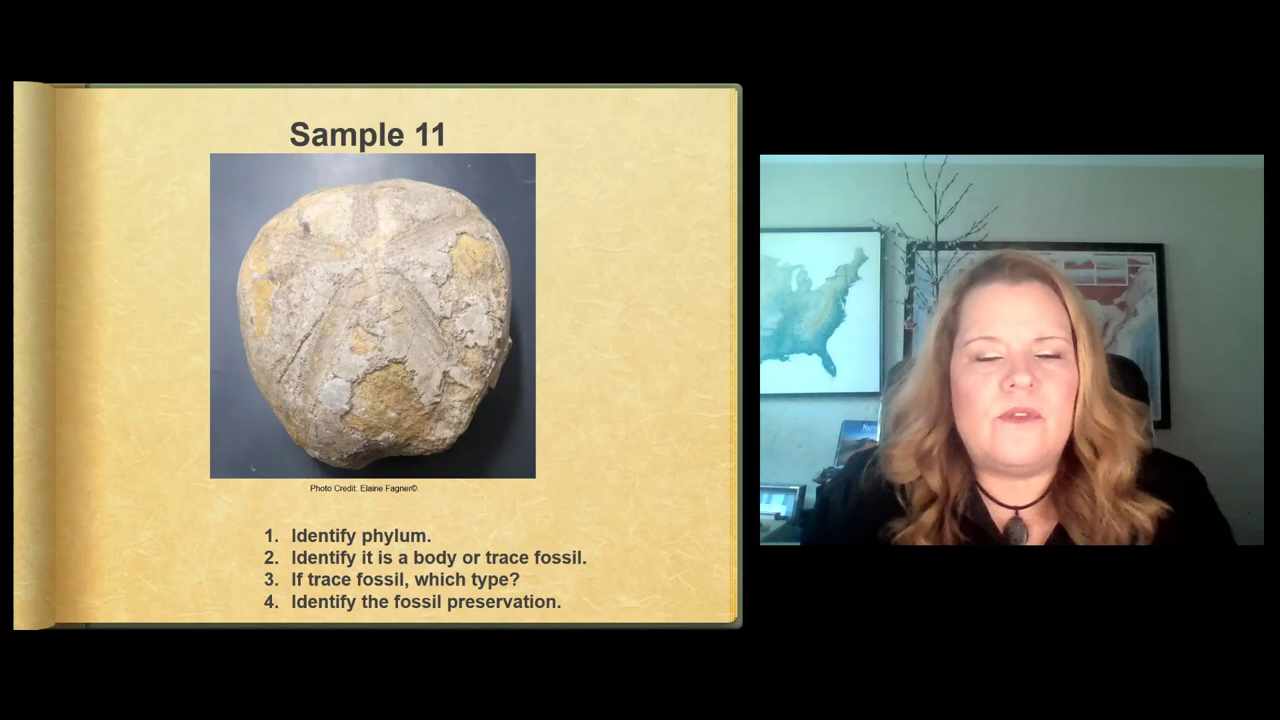 Sample 11
Photo Credit. Elaine Fagner©.
1. Identify phylum.
2. Identify it is a body or trace fossil.
3. If trace fossil, which type?
4. Identify the fossil preservation.